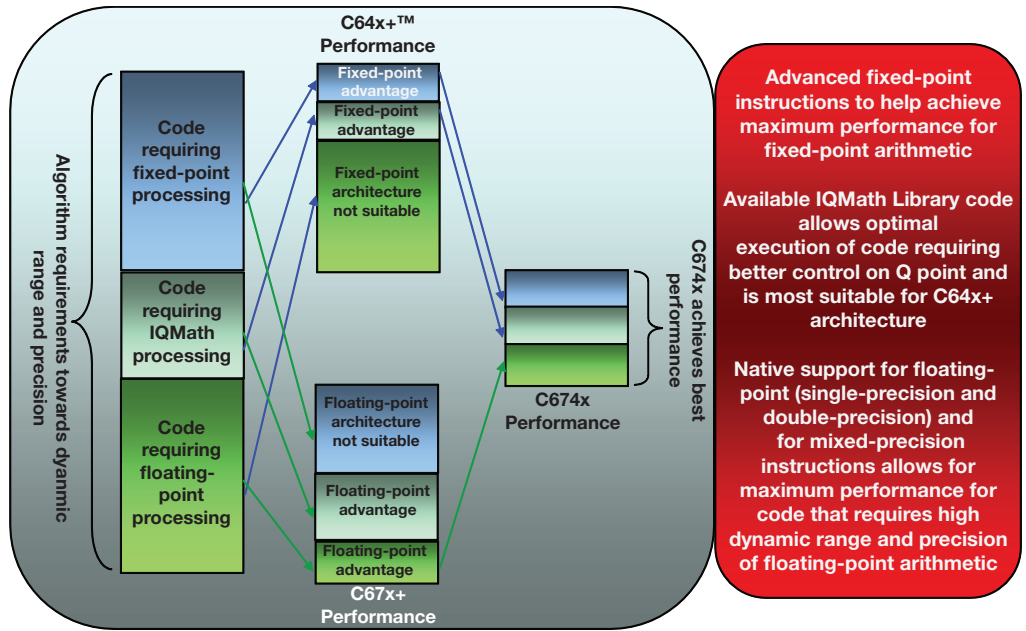 C64x+™
Performance
Algorithm requirements towards dyanmic
range and precision
Code
requiring
fixed-point
processing
Code
requiring
IQMath
processing
Code
requiring
floating-
point
processing
Fixed-point
advantage
Fixed-point
advantage
Fixed-point
architecture
not suitable
Floating-point
architecture
not suitable
Floating-point
advantage
Floating-point
advantage
C67x+
Performance
C674x
Performance
C674x achieves best
performance
Advanced fixed-point
instructions to help achieve
maximum performance for
fixed-point arithmetic
Available IQMath Library code
allows optimal
execution of code requiring
better control on Q point and
is most suitable for C64x+
architecture
Native support for floating-
point (single-precision and
double-precision) and
for mixed-precision
instructions allows for
maximum performance for
code that requires high
dynamic range and precision
of floating-point arithmetic